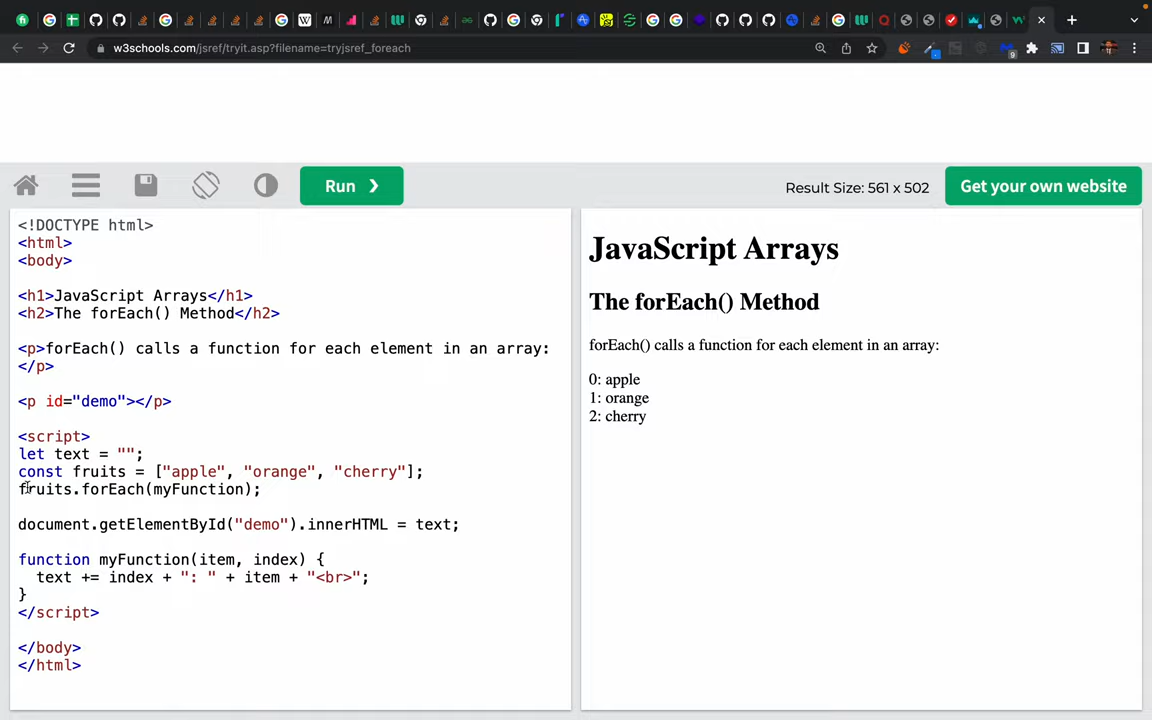 w3schools.com/jsref/tryit.asp?filename=tryjsref_foreach
9
Run ❯
Result Size: 561 x 502
Get your own website
<!DOCTYPE html>
<html>
<body>
<h1>JavaScript Arrays</h1>
<h2>The forEach() Method</h2>
<p>forEach() calls a function for each element in an array:
</p>
<p id="demo"></p>
<script>
let text = "";
const fruits = ["apple", "orange", "cherry"];
fruits.forEach(myFunction);
document.getElementById("demo").innerHTML = text;
function myFunction(item, index) {
  text += index + ": " + item + "<br>";
}
</script>
</body>
</html>
JavaScript Arrays
The forEach() Method
forEach() calls a function for each element in an array:
0: apple
1: orange
2: cherry